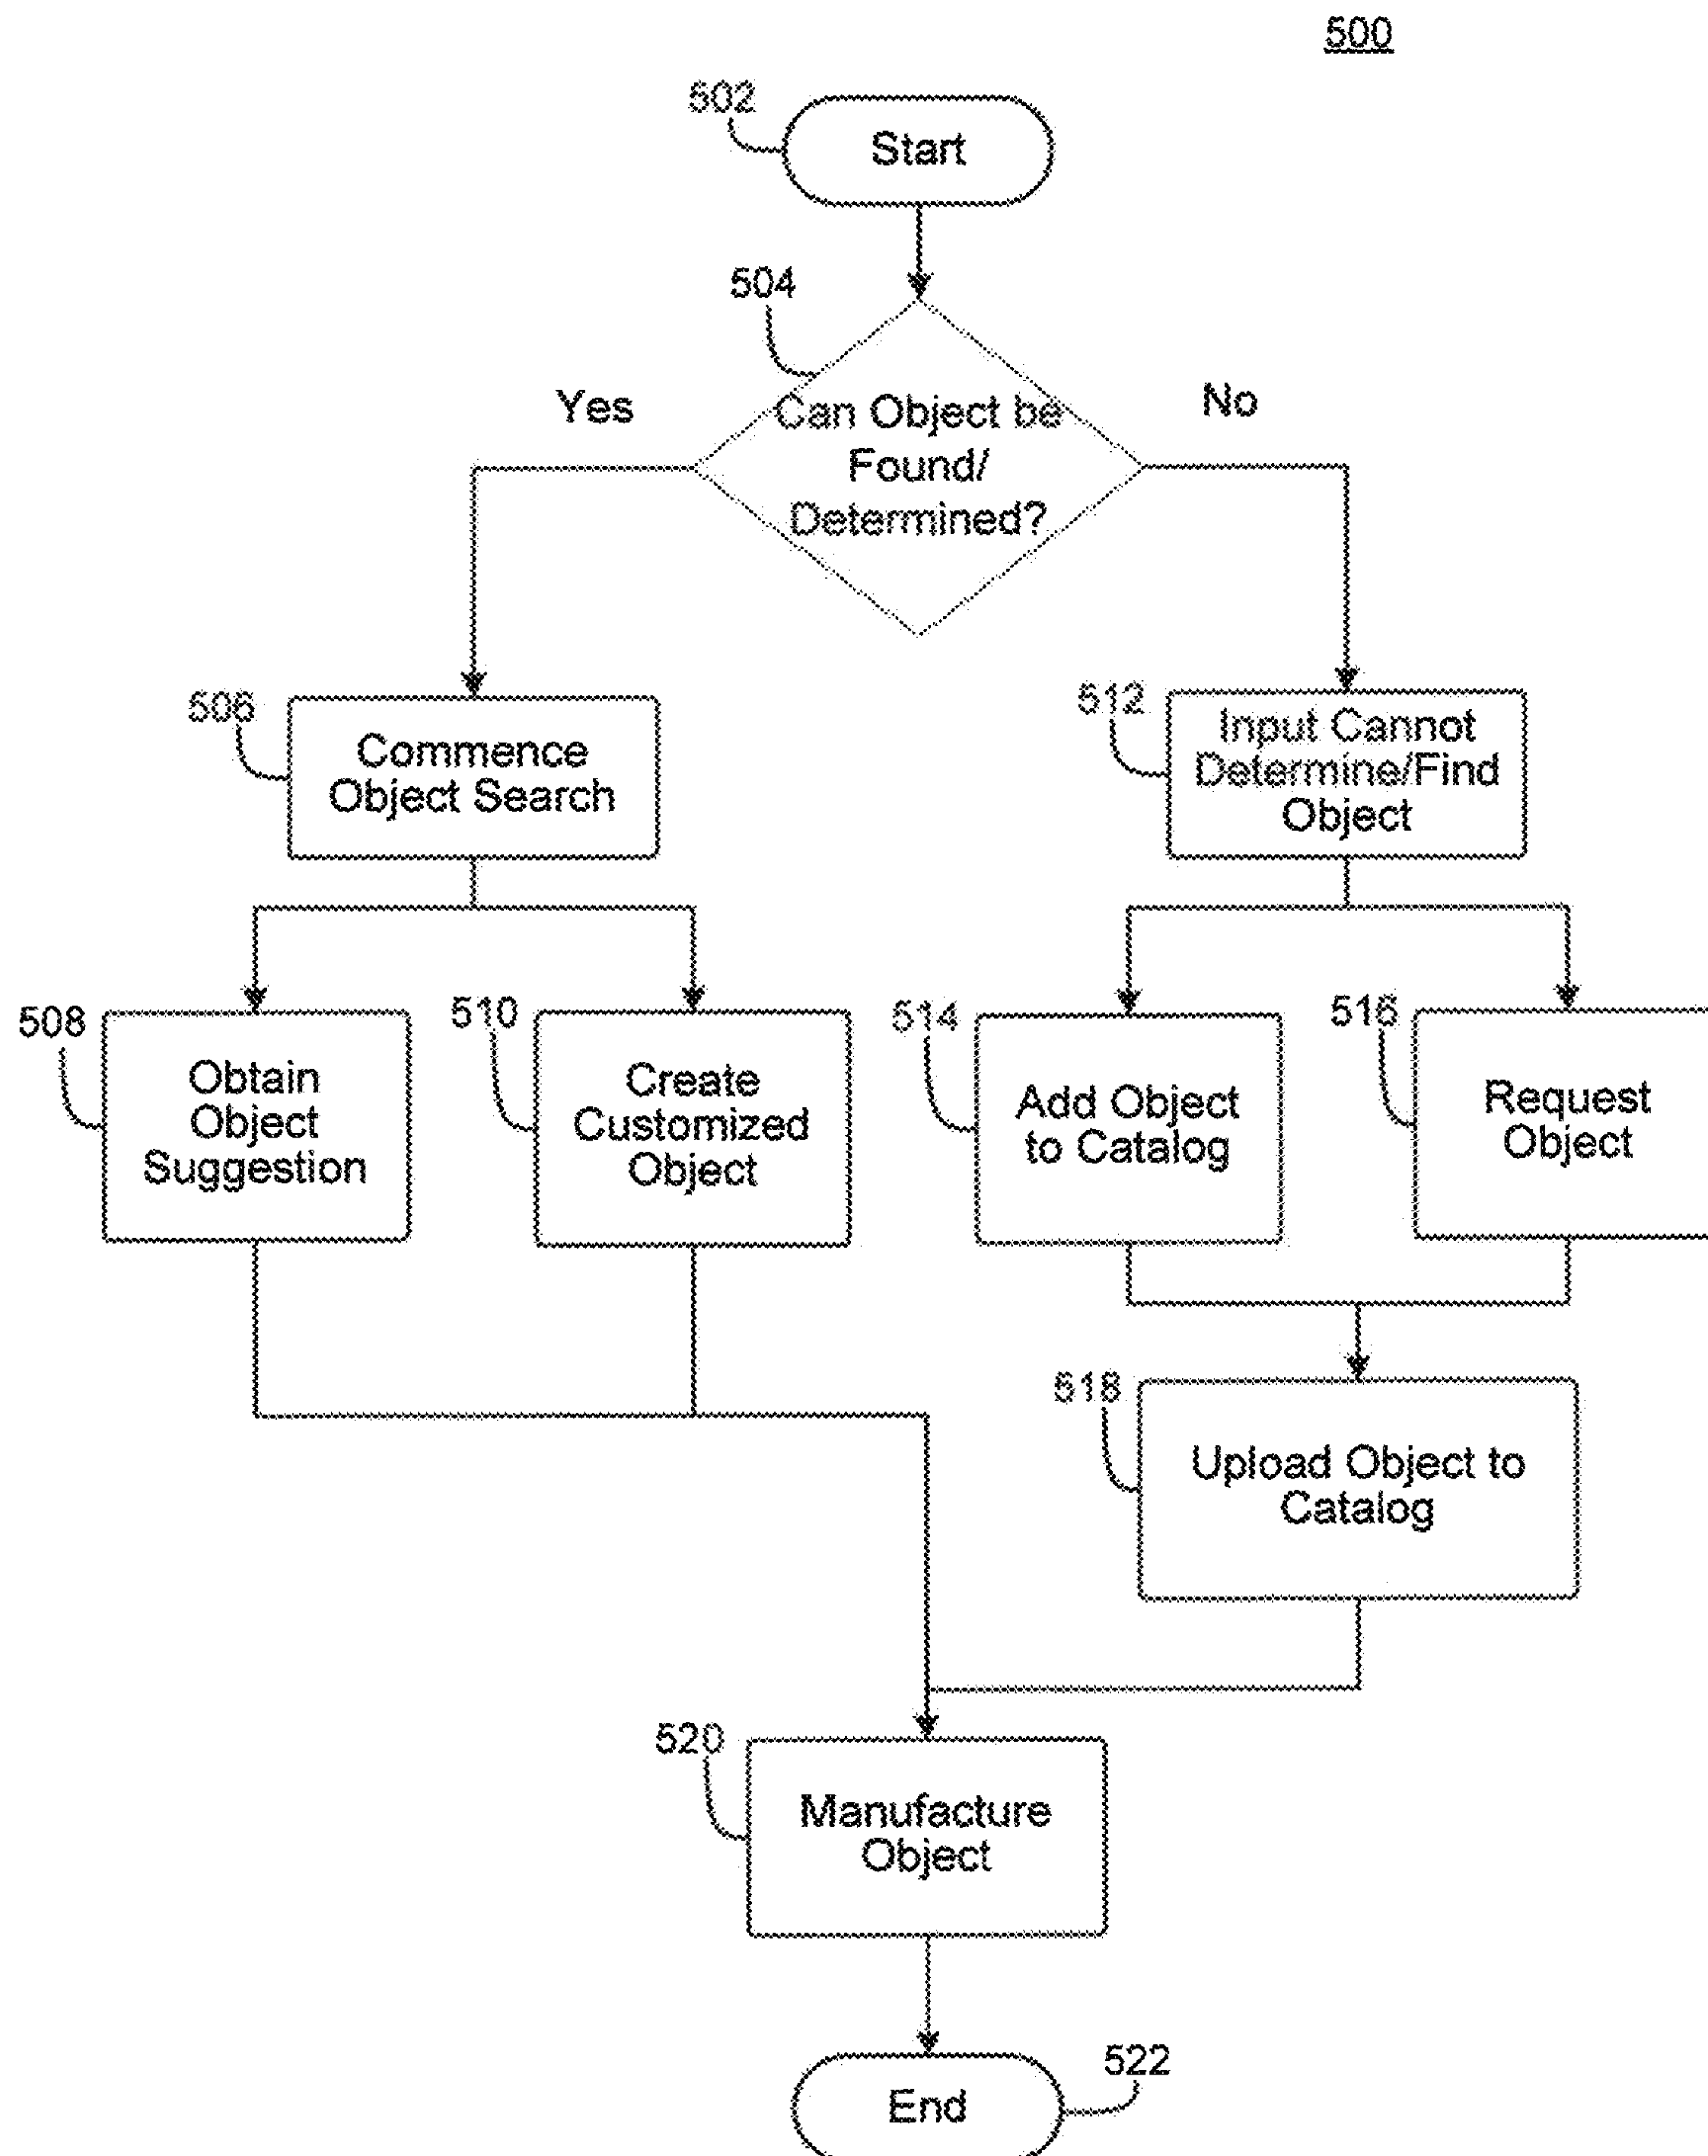 500
502
Start
504
Yes
No
Can Object be
Found/
Determined?
506
Commence
Object Search
512
Input Cannot
Determine/Find
Object
508
Obtain
Object
Suggestion
510
Create
Customized
Object
514
Add Object
to Catalog
516
Request
Object
518
Upload Object to
Catalog
520
Manufacture
Object
522
End